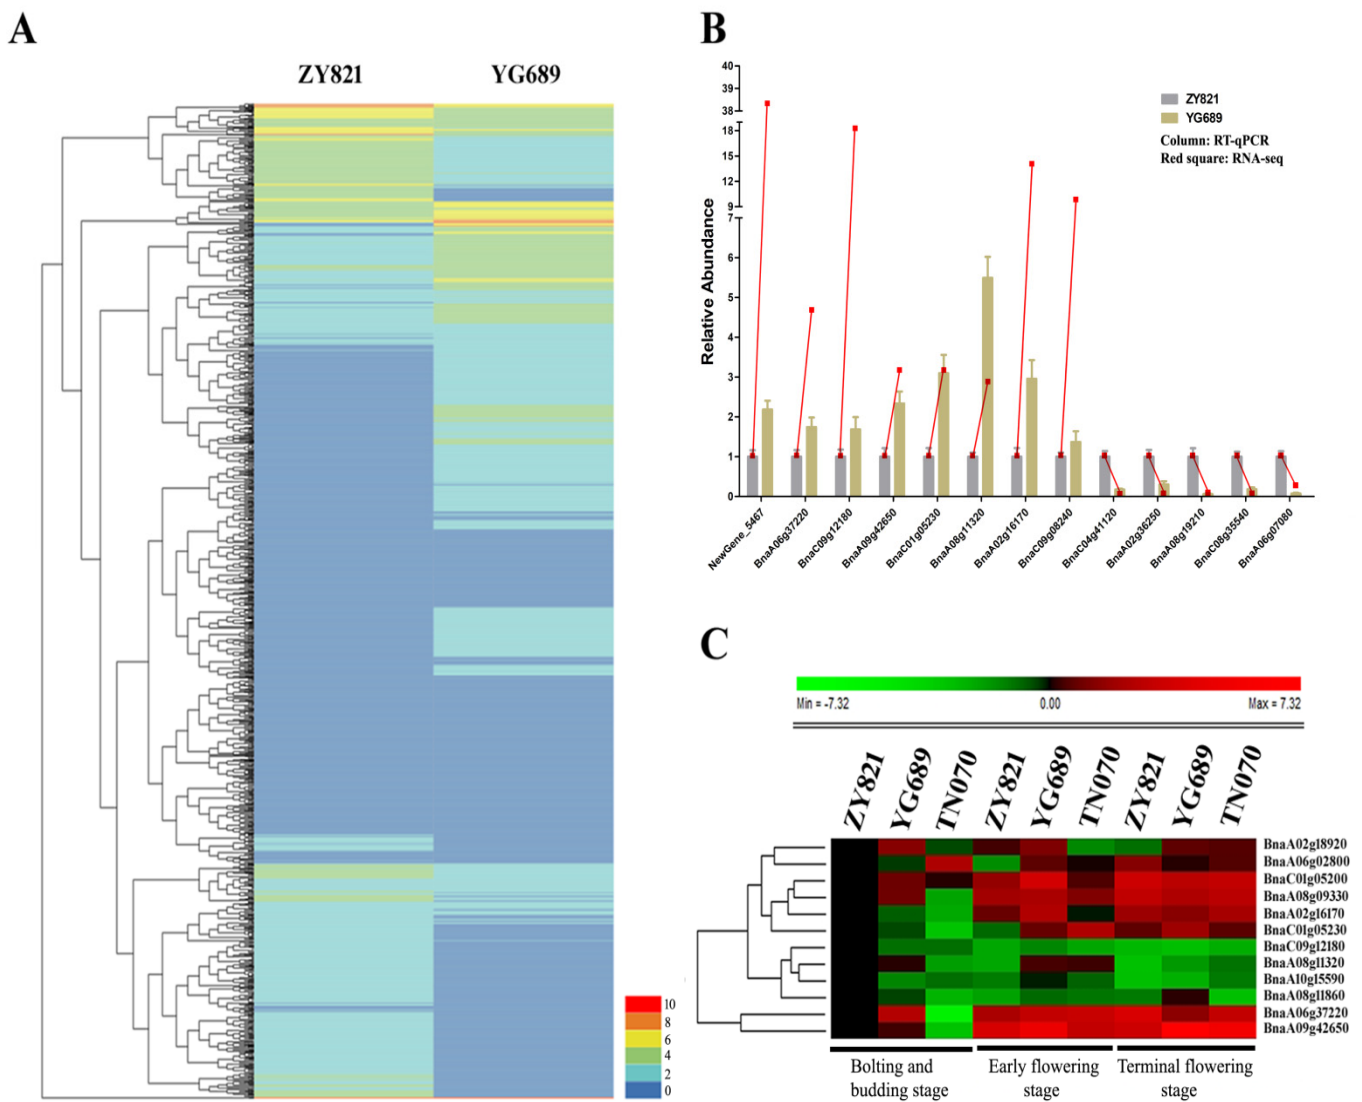 A
ZY821
YG689
10
8
6
4
2
0
B
40
39
38
18
15
12
9
7
6
5
4
3
2
1
0
Relative Abundance
ZY821
YG689
Column: RT-qPCR
Red square: RNA-seq
NewGene_5467
BnaA06g37220
BnaC09g12180
BnaA09g42650
BnaC01g05230
BnaA08g11320
BnaA02g16170
BnaC09g08240
BnaC04g41120
BnaA02g36250
BnaA08g19210
BnaC08g35540
BnaA06g07080
C
Min = -7.32 0.00 Max = 7.32
ZY821 YG689 TN070 ZY821 YG689 TN070 ZY821 YG689 TN070
BnaA02g18920
BnaA06g02800
BnaC01g05200
BnaA08g09330
BnaA02g16170
BnaC01g05230
BnaC09g12180
BnaA08g11320
BnaA10g15590
BnaA08g11860
BnaA06g37220
BnaA09g42650
Bolting and
budding stage
Early flowering
stage
Terminal flowering
stage